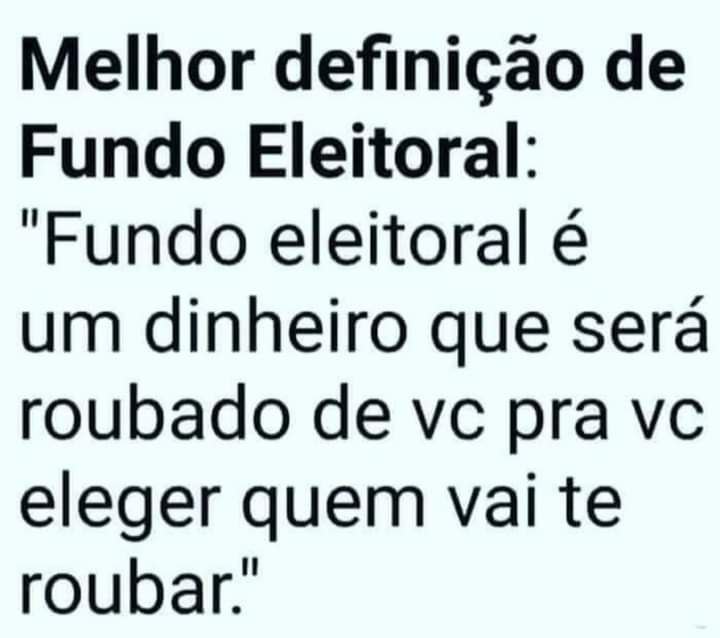 Melhor definição de
Fundo Eleitoral:
"Fundo eleitoral é
um dinheiro que será
roubado de vc pra vc
eleger quem vai te
roubar."